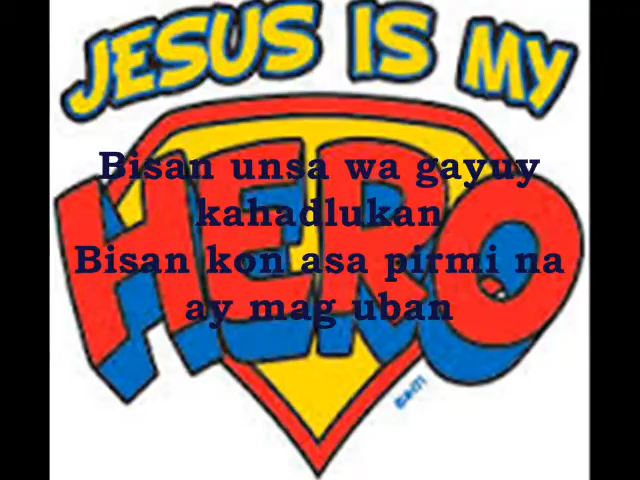 JESUS IS MY
HERO
Bisan unsa wa gayuy
kahadlukan
Bisan kon asa pirmi na
ay mag uban